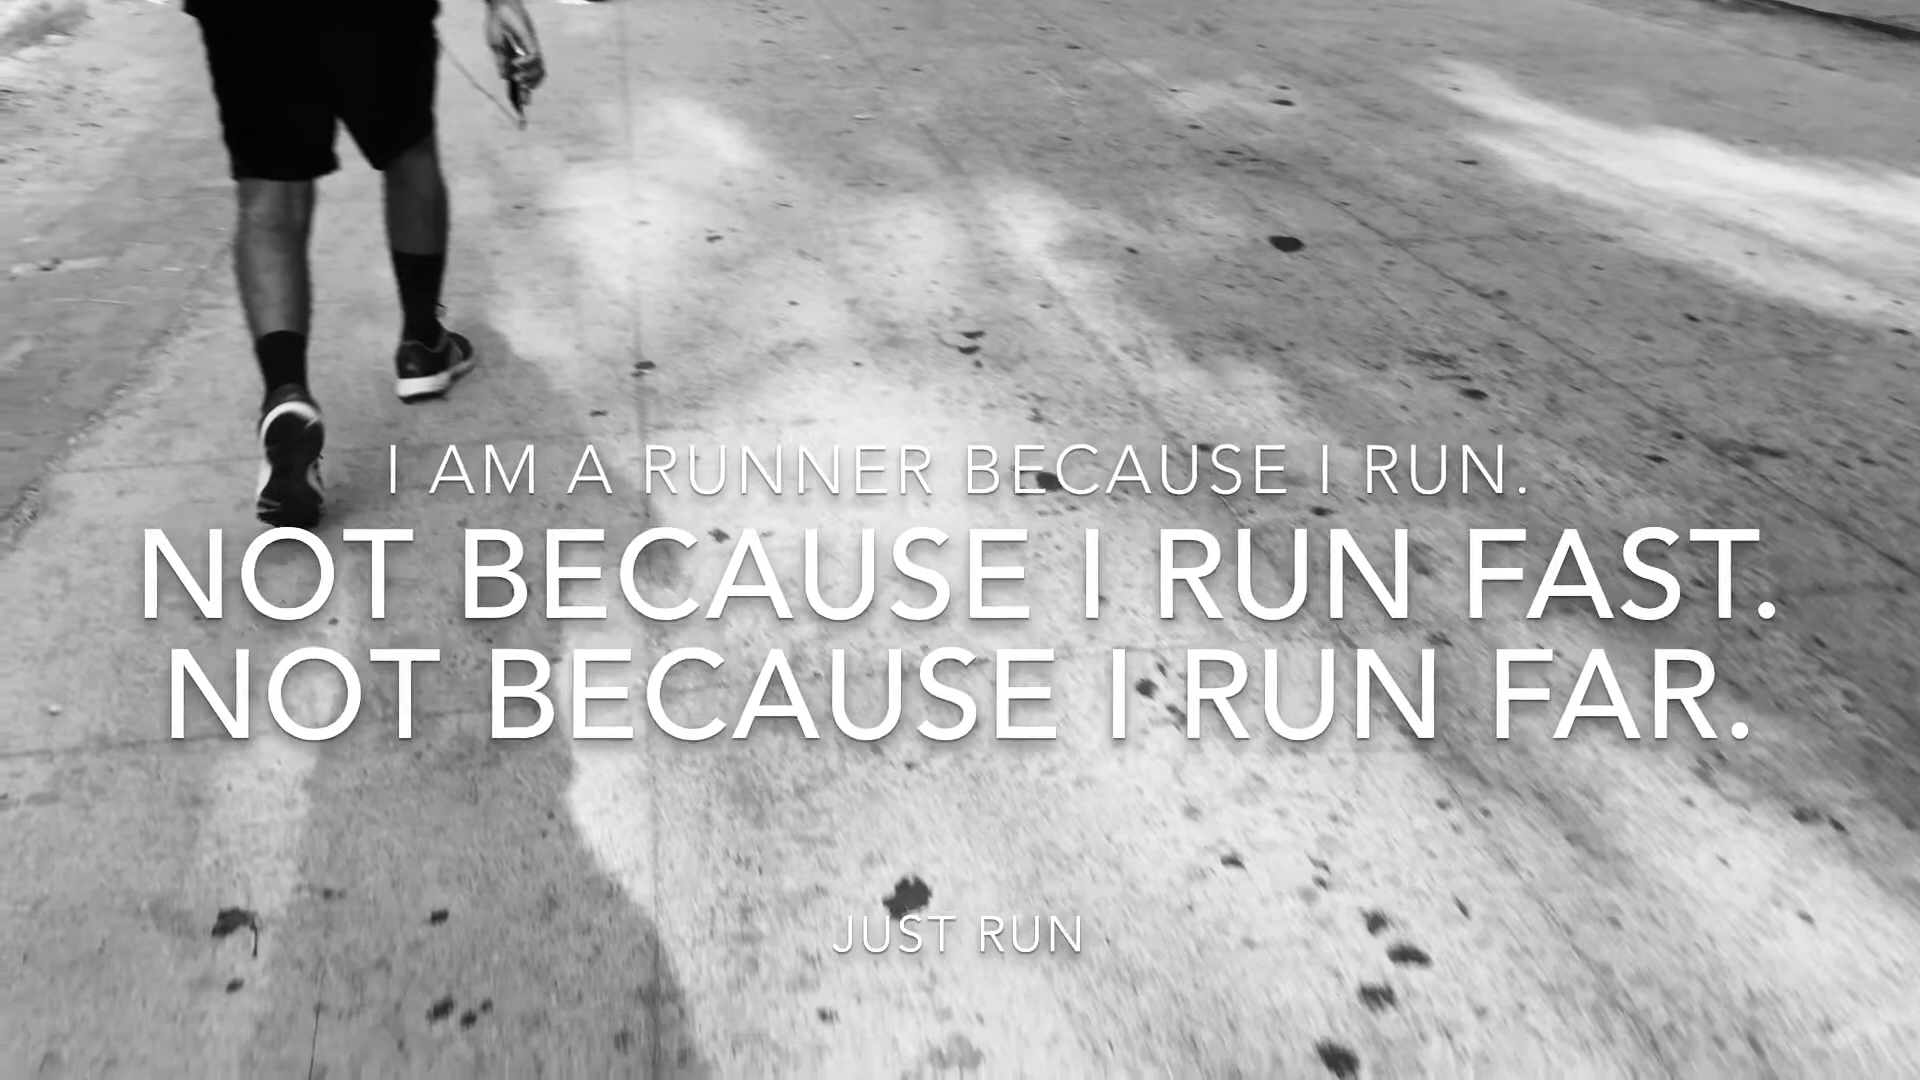 I AM A RUNNER BECAUSE I RUN.
NOT BECAUSE I RUN FAST.
NOT BECAUSE I RUN FAR.
JUST RUN